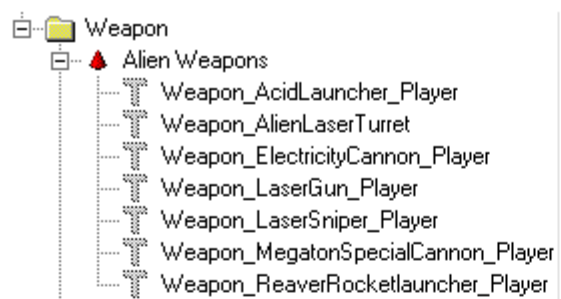 Weapon
Alien Weapons
Weapon_AcidLauncher_Player
Weapon_AlienLaserTurret
Weapon_ElectricityCannon_Player
Weapon_LaserGun_Player
Weapon_LaserSniper_Player
Weapon_MegatonSpecialCannon_Player
Weapon_ReaverRocketlauncher_Player